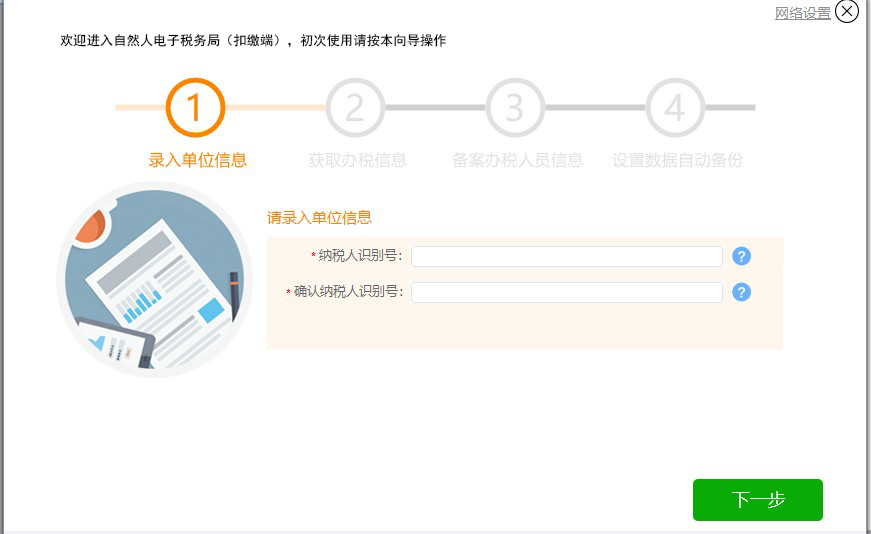 网络设置
欢迎进入自然人电子税务局（扣缴端），初次使用请按本向导操作
1 2 3 4
录入单位信息 获取办税信息 备案办税人员信息 设置数据自动备份
请录入单位信息
*纳税人识别号： ?
*确认纳税人识别号： ?
下一步